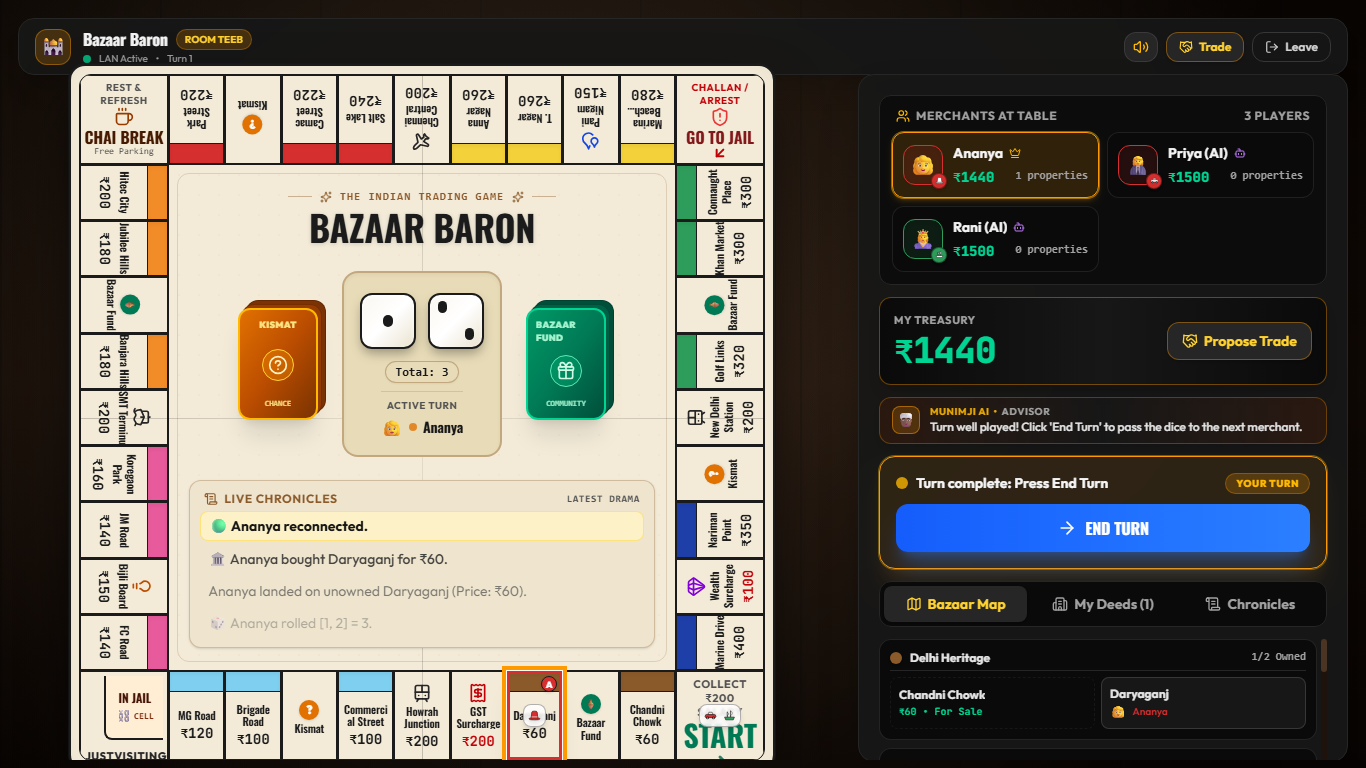 Bazaar Baron
ROOM TEEB
LAN Active • Turn 1
Trade
Leave
REST & REFRESH
CHAI BREAK
Free Parking
Park Street
₹220
Kismat
Camac Street
₹220
Salt Lake
₹240
Chennai Central
₹200
Anna Nagar
₹260
T. Nagar
₹260
Pani Nigam
₹150
Marina Beach...
₹280
CHALLAN / ARREST
GO TO JAIL
Hitec City
₹200
Jubilee Hills
₹180
Bazaar Fund
Banjara Hills
₹180
₹200
Koregaon Park
₹160
JM Road
₹140
Bijli Board
₹150
FC Road
₹140
THE INDIAN TRADING GAME
BAZAAR BARON
KISMAT
?
CHANCE
Total: 3
ACTIVE TURN
Ananya
BAZAAR FUND
COMMUNITY
LIVE CHRONICLES
LATEST DRAMA
Ananya reconnected.
Ananya bought Daryaganj for ₹60.
Ananya landed on unowned Daryaganj (Price: ₹60).
Ananya rolled [1, 2] = 3.
Connaught Place
₹300
Khan Market
₹300
Bazaar Fund
Golf Links
₹320
New Delhi Station
₹200
Kismat
Nariman Point
₹350
Wealth Surcharge
₹100
Marine Drive
₹400
IN JAIL
CELL
JUST VISITING
MG Road
₹120
Brigade Road
₹100
?
Kismat
Commerci
al Street
₹100
Howrah Junction
₹200
GST Surcharge
₹200
A
₹60
Bazaar Fund
Chandni Chowk
₹60
COLLECT
₹200
START
MERCHANTS AT TABLE
3 PLAYERS
Ananya
₹1440
1 properties
Priya (AI)
₹1500
0 properties
Rani (AI)
₹1500
0 properties
MY TREASURY
₹1440
Propose Trade
MUNIMJI AI • ADVISOR
Turn well played! Click 'End Turn' to pass the dice to the next merchant.
Turn complete: Press End Turn
YOUR TURN
END TURN
Bazaar Map
My Deeds (1)
Chronicles
Delhi Heritage
1/2 Owned
Chandni Chowk
₹60 • For Sale
Daryaganj
Ananya